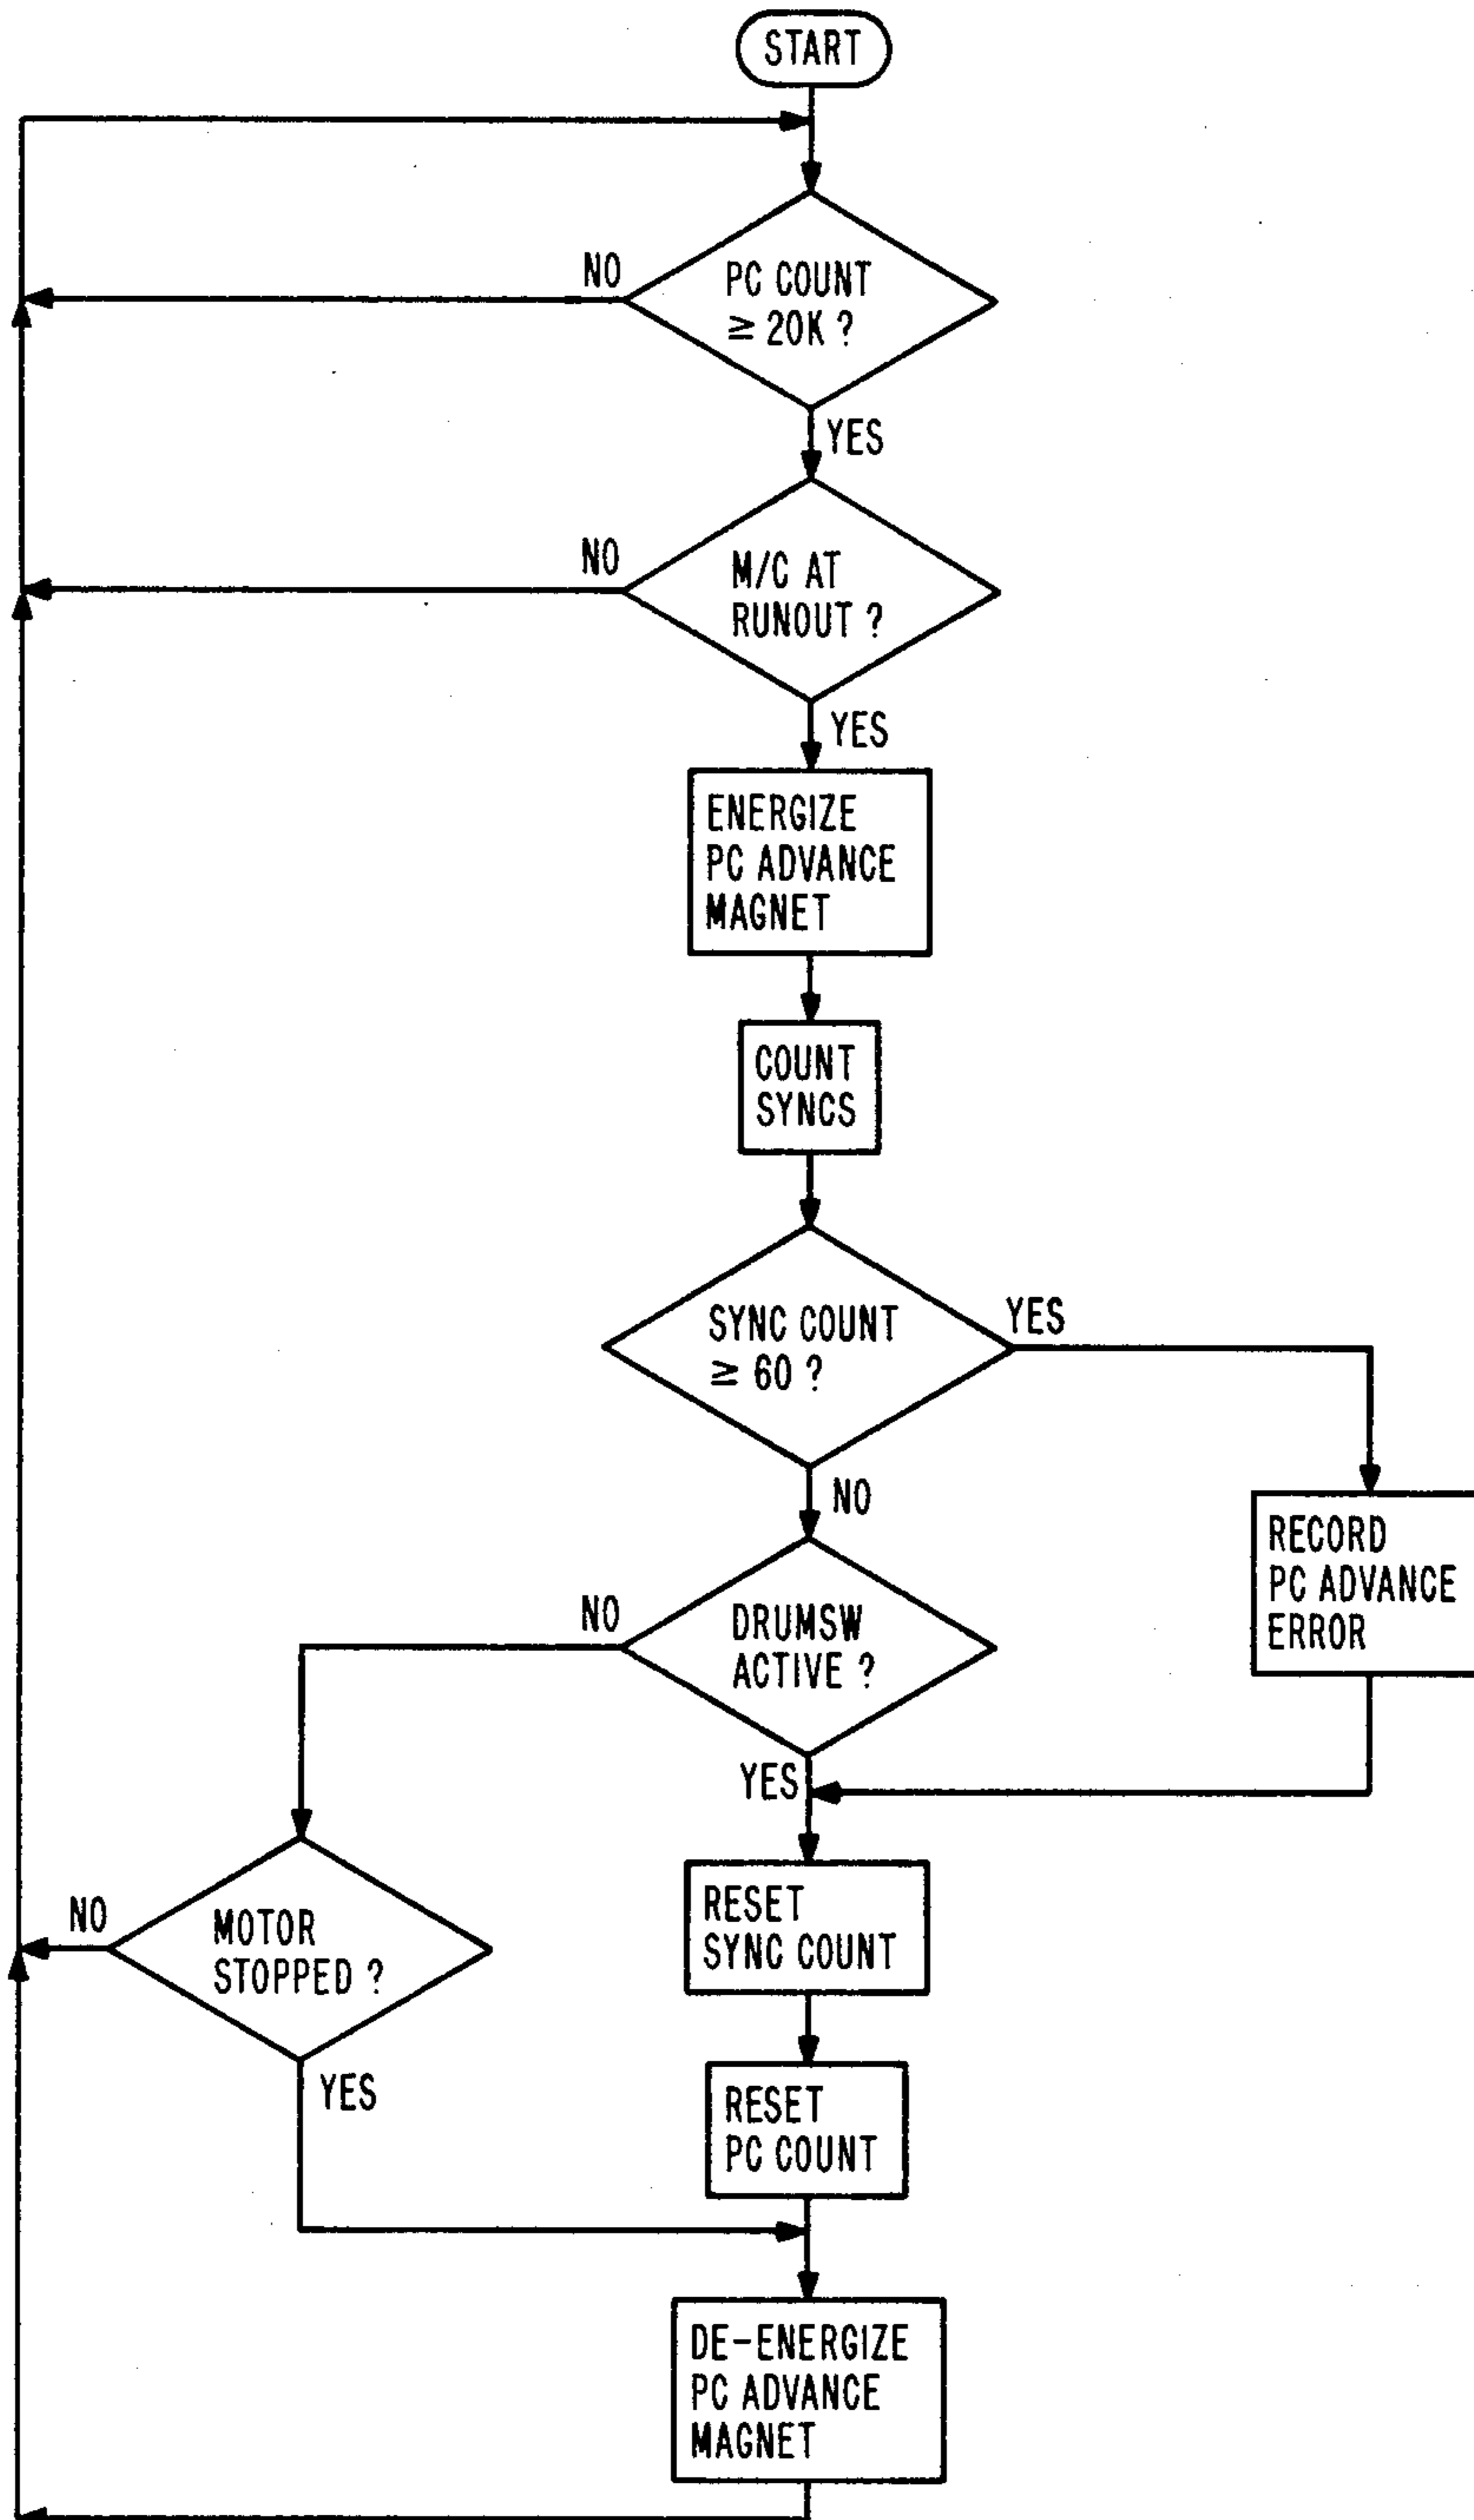 START
NO
PC COUNT
≥ 20K ?
YES
NO
M/C AT
RUNOUT ?
YES
ENERGIZE
PC ADVANCE
MAGNET
COUNT
SYNCS
SYNC COUNT
≥ 60 ?
YES
NO
RECORD
PC ADVANCE
ERROR
NO
DRUMSW
ACTIVE ?
YES
RESET
SYNC COUNT
NO
MOTOR
STOPPED ?
YES
RESET
PC COUNT
DE-ENERGIZE
PC ADVANCE
MAGNET